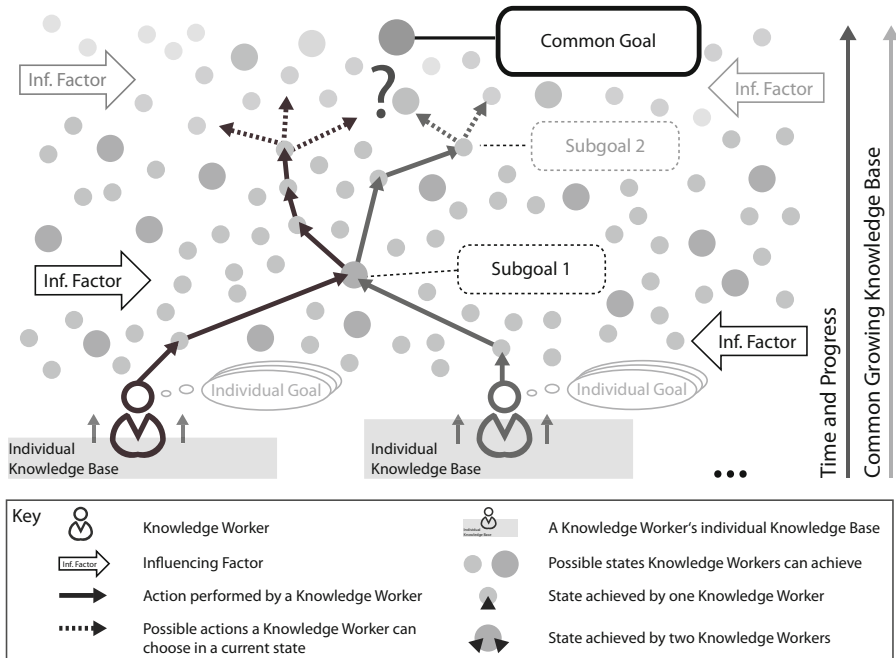 Common Goal
Inf. Factor
Inf. Factor
?
Subgoal 2
Subgoal 1
Inf. Factor
Inf. Factor
Individual Goal
Individual Goal
Individual
Knowledge Base
Individual
Knowledge Base
...
Time and Progress
Common Growing Knowledge Base
Key
Knowledge Worker
Individual
Knowledge Base
A Knowledge Worker's individual Knowledge Base
Inf. Factor
Influencing Factor
Possible states Knowledge Workers can achieve
Action performed by a Knowledge Worker
State achieved by one Knowledge Worker
Possible actions a Knowledge Worker can
choose in a current state
State achieved by two Knowledge Workers